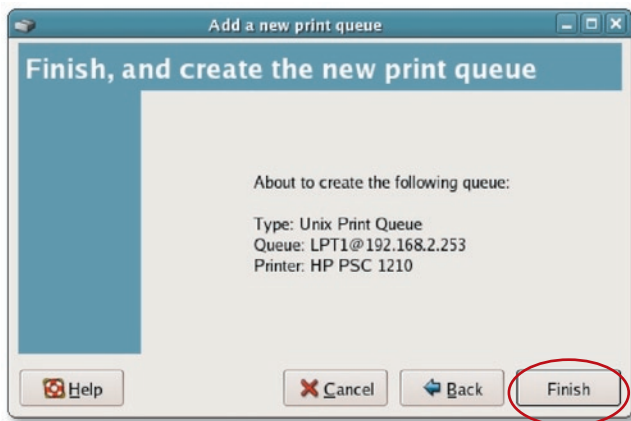 Add a new print queue
Finish, and create the new print queue
About to create the following queue:
Type: Unix Print Queue
Queue: LPT1@192.168.2.253
Printer: HP PSC 1210
Help
Cancel
Back
Finish